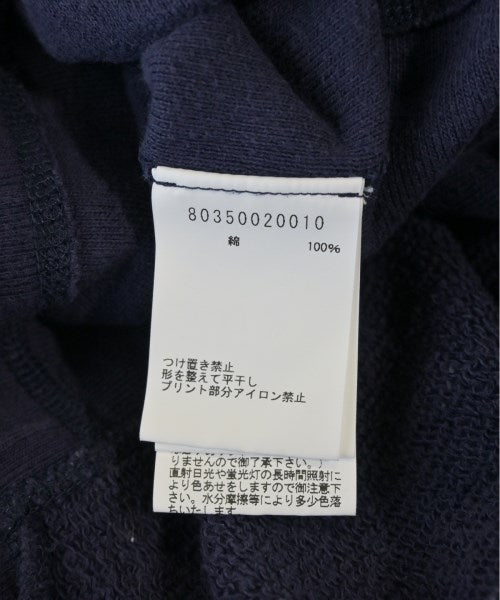 80350020010
綿 100%
つけ置き禁止
形を整えて平干し
プリント部分アイロン禁止
りませんので御了承下さい。)
直射日光や蛍光灯の長時間照射に
より色あせをしますので御注意下
さい。水分摩擦等により多少色落
ちいたします